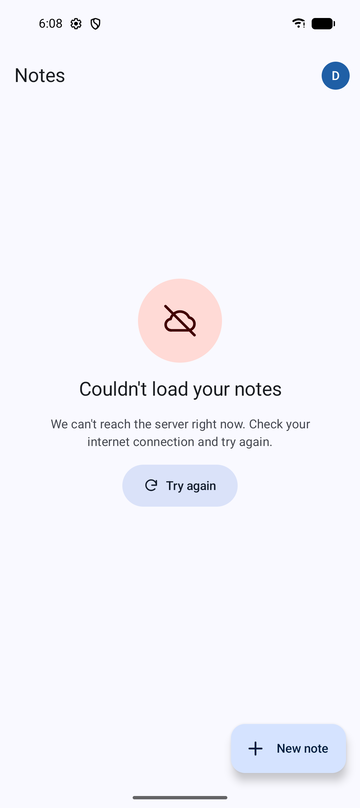 6:08
Notes
D
Couldn't load your notes
We can't reach the server right now. Check your
internet connection and try again.
Try again
New note